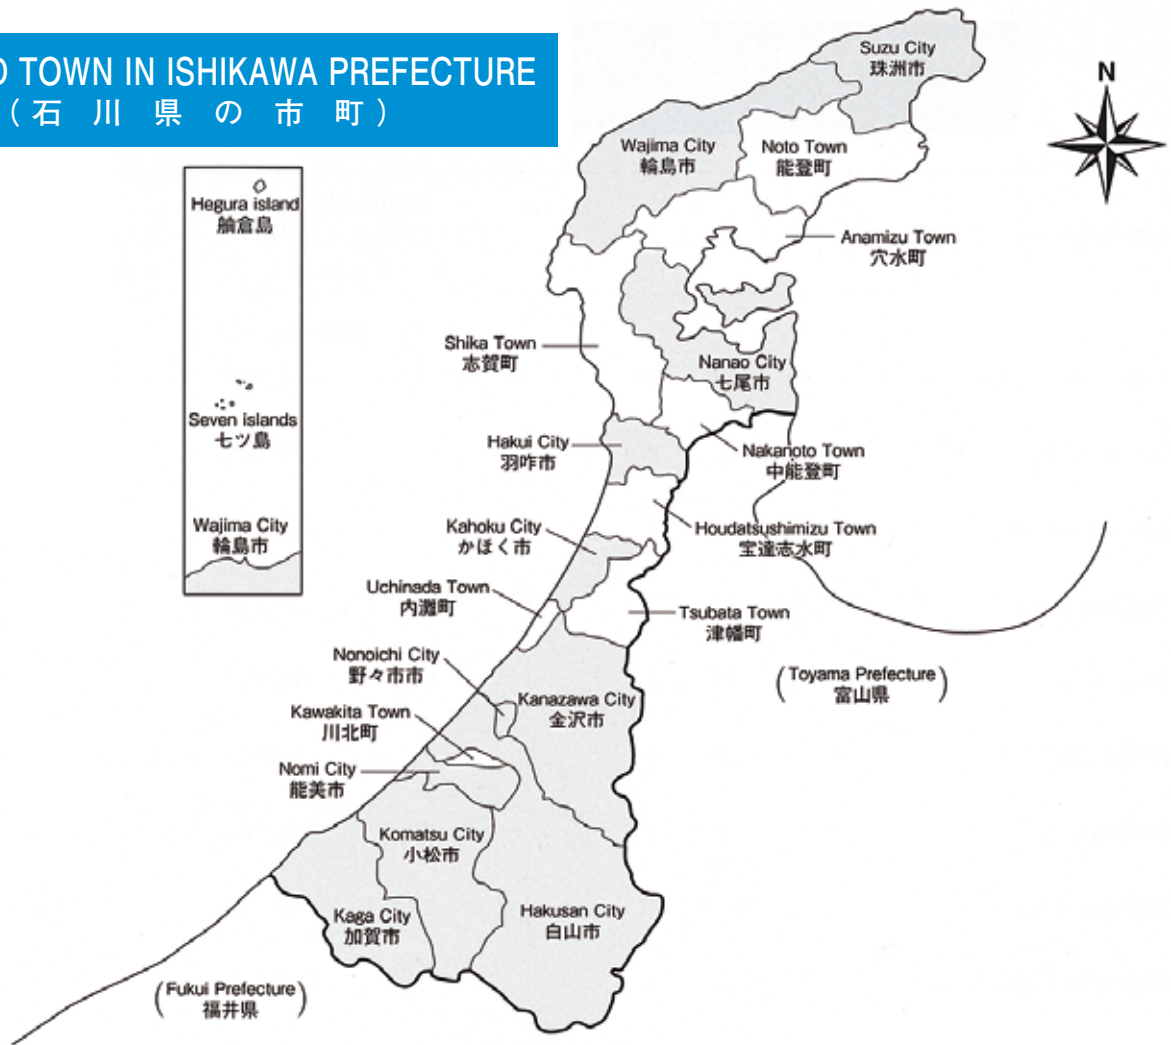 D TOWN IN ISHIKAWA PREFECTURE
(石川県の市町)
N
Suzu City
珠洲市
Wajima City
輪島市
Noto Town
能登町
Hegura island
舳倉島
Anamizu Town
穴水町
Shika Town
志賀町
Nanao City
七尾市
Seven islands
七ツ島
Hakui City
羽咋市
Nakanoto Town
中能登町
Wajima City
輪島市
Kahoku City
かほく市
Houdatsushimizu Town
宝達志水町
Uchinada Town
内灘町
Tsubata Town
津幡町
Nonoichi City
野々市市
(Toyama Prefecture)
富山県
Kanazawa City
金沢市
Kawakita Town
川北町
Nomi City
能美市
Komatsu City
小松市
Kaga City
加賀市
Hakusan City
白山市
(Fukui Prefecture)
福井県